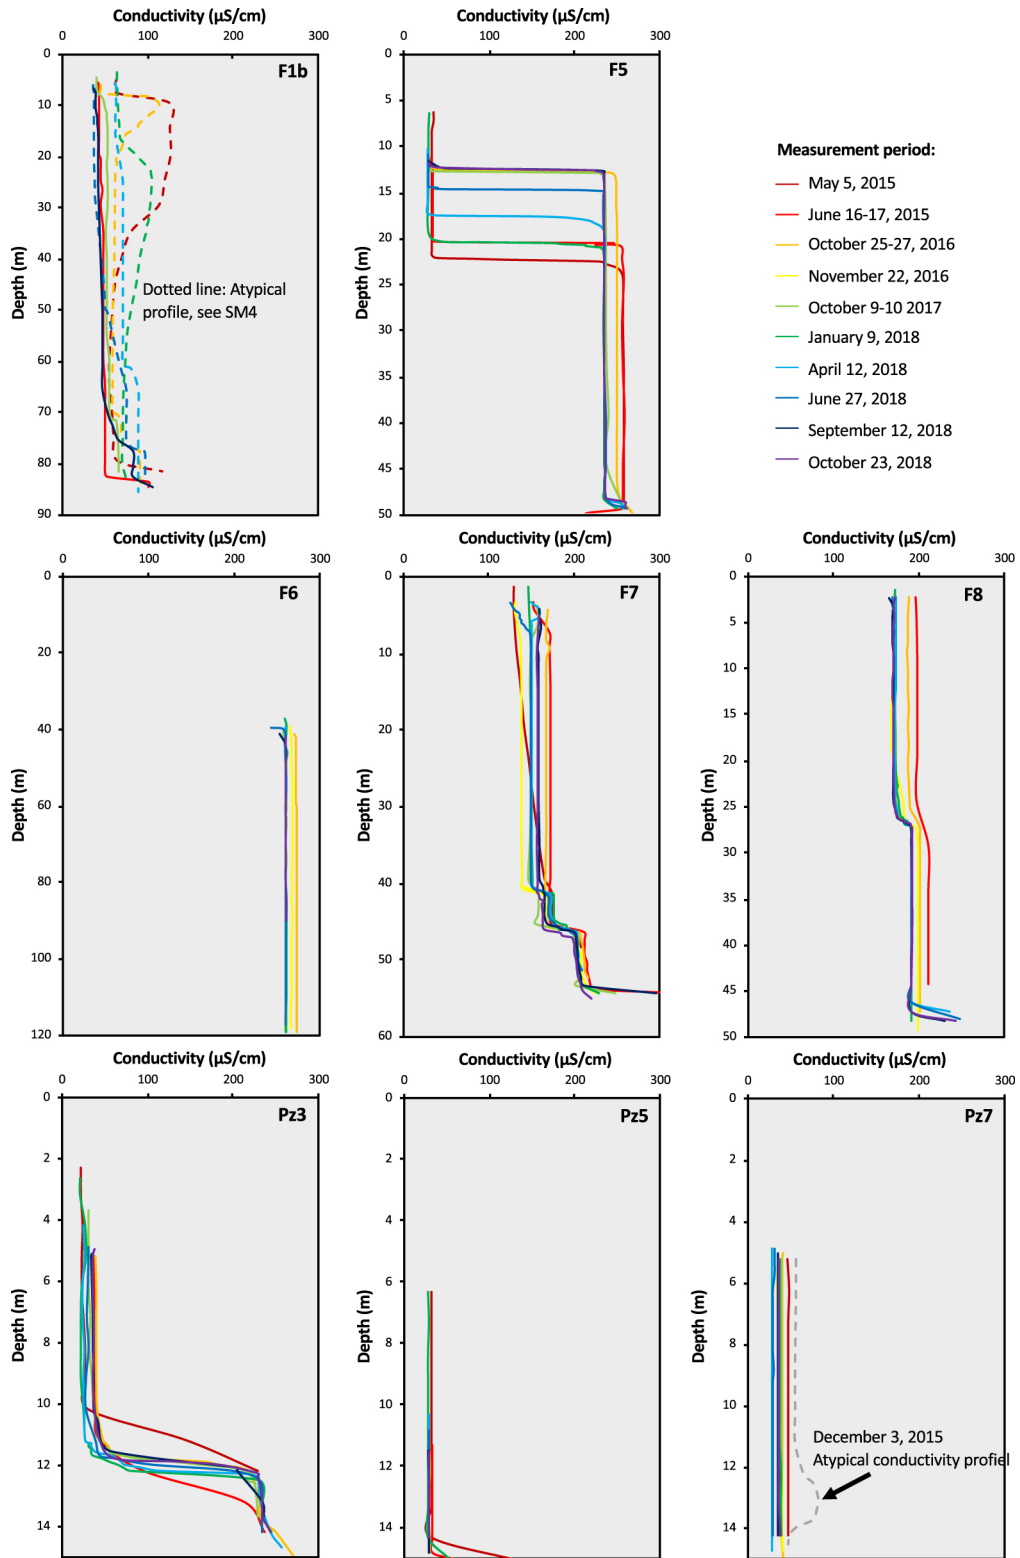 Conductivity (µS/cm)
0 100 200 300
F1b
0
10
20
30
40
50
60
70
80
90
Depth (m)
Dotted line: Atypical
profile, see SM4
Conductivity (µS/cm)
0 100 200 300
F5
0
5
10
15
20
25
30
35
40
45
50
Depth (m)
Measurement period:
May 5, 2015
June 16-17, 2015
October 25-27, 2016
November 22, 2016
October 9-10 2017
January 9, 2018
April 12, 2018
June 27, 2018
September 12, 2018
October 23, 2018
Conductivity (µS/cm)
0 100 200 300
F6
0
20
40
60
80
100
120
Depth (m)
Conductivity (µS/cm)
0 100 200 300
F7
0
10
20
30
40
50
60
Depth (m)
Conductivity (µS/cm)
0 100 200 300
F8
0
5
10
15
20
25
30
35
40
45
50
Depth (m)
Conductivity (µS/cm)
0 100 200 300
Pz3
0
2
4
6
8
10
12
14
Depth (m)
Conductivity (µS/cm)
0 100 200 300
Pz5
0
2
4
6
8
10
12
14
Depth (m)
Conductivity (µS/cm)
0 100 200 300
Pz7
0
2
4
6
8
10
12
14
Depth (m)
December 3, 2015
Atypical conductivity profiel